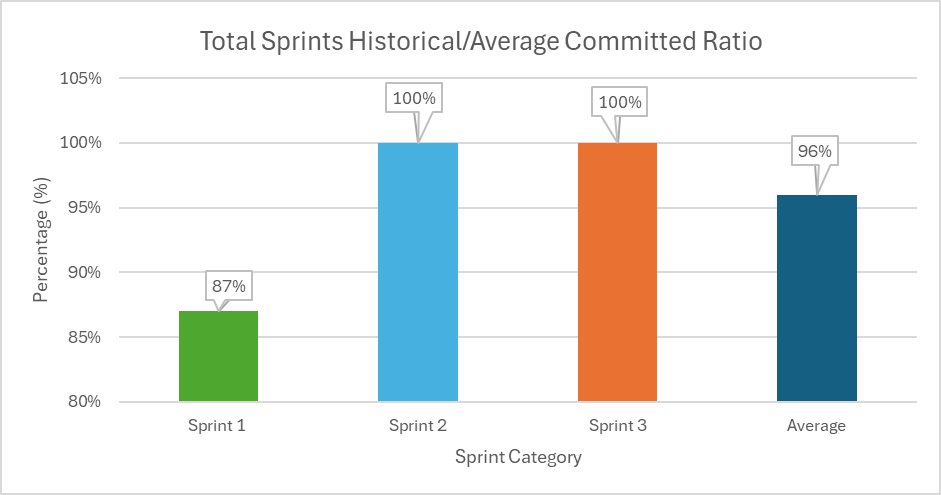 Total Sprints Historical/Average Committed Ratio
105%
100%
95%
90%
85%
80%
Percentage (%)
87%
100%
100%
96%
Sprint 1
Sprint 2
Sprint 3
Average
Sprint Category